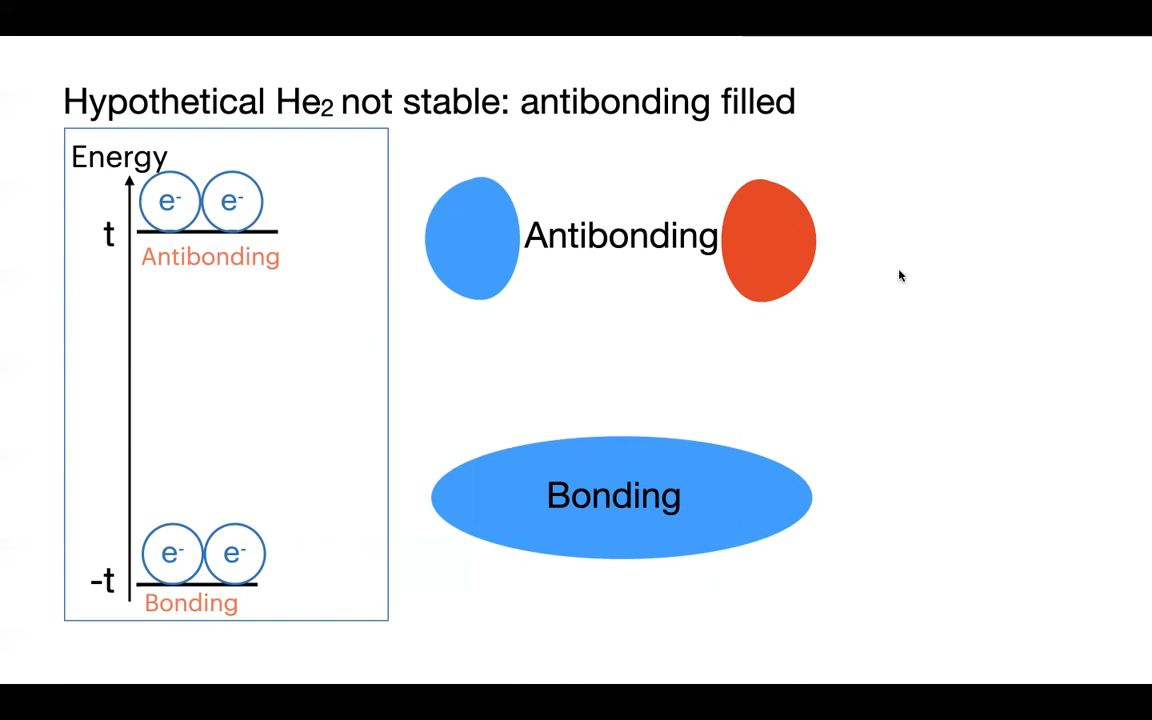 Hypothetical He₂ not stable: antibonding filled
Energy
e⁻ e⁻
t
Antibonding
Antibonding
Bonding
e⁻ e⁻
-t
Bonding